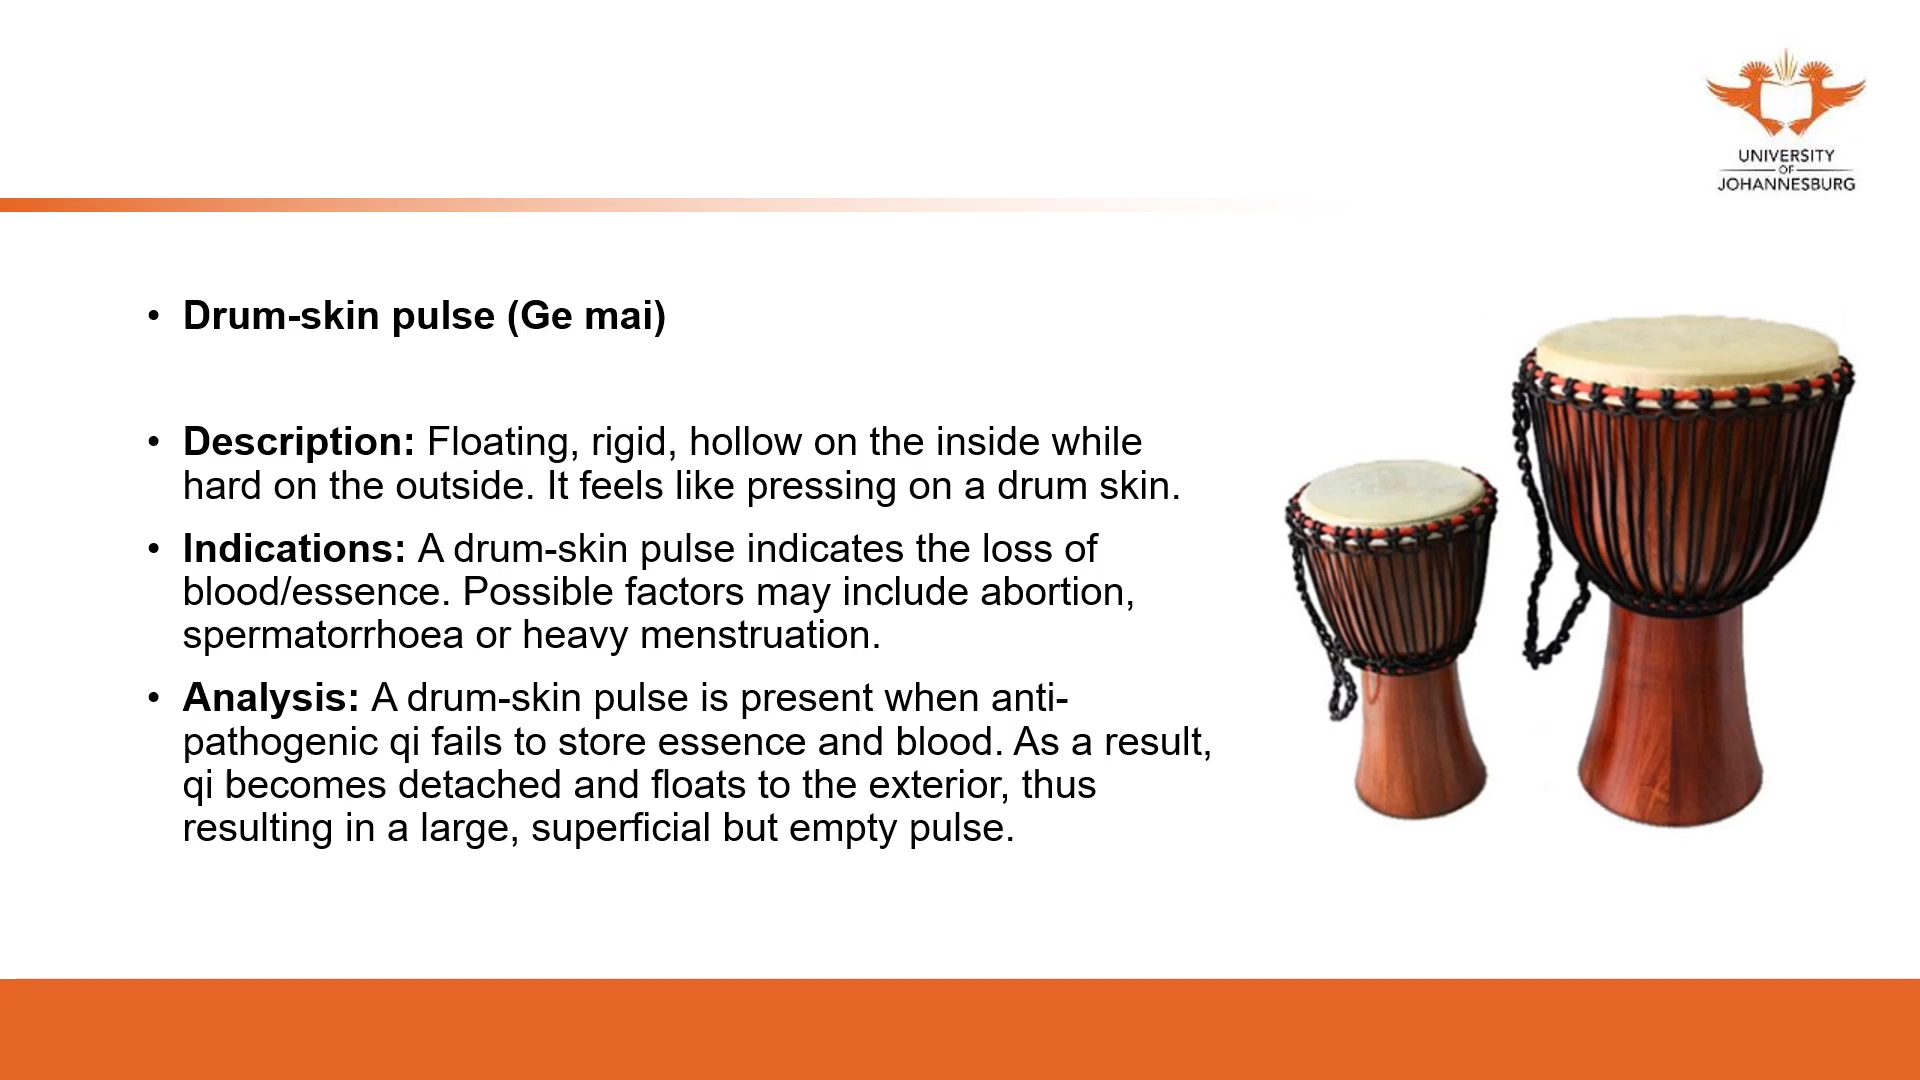 UNIVERSITY
OF
JOHANNESBURG
• Drum-skin pulse (Ge mai)
• Description: Floating, rigid, hollow on the inside while
hard on the outside. It feels like pressing on a drum skin.
• Indications: A drum-skin pulse indicates the loss of
blood/essence. Possible factors may include abortion,
spermatorrhoea or heavy menstruation.
• Analysis: A drum-skin pulse is present when anti-
pathogenic qi fails to store essence and blood. As a result,
qi becomes detached and floats to the exterior, thus
resulting in a large, superficial but empty pulse.